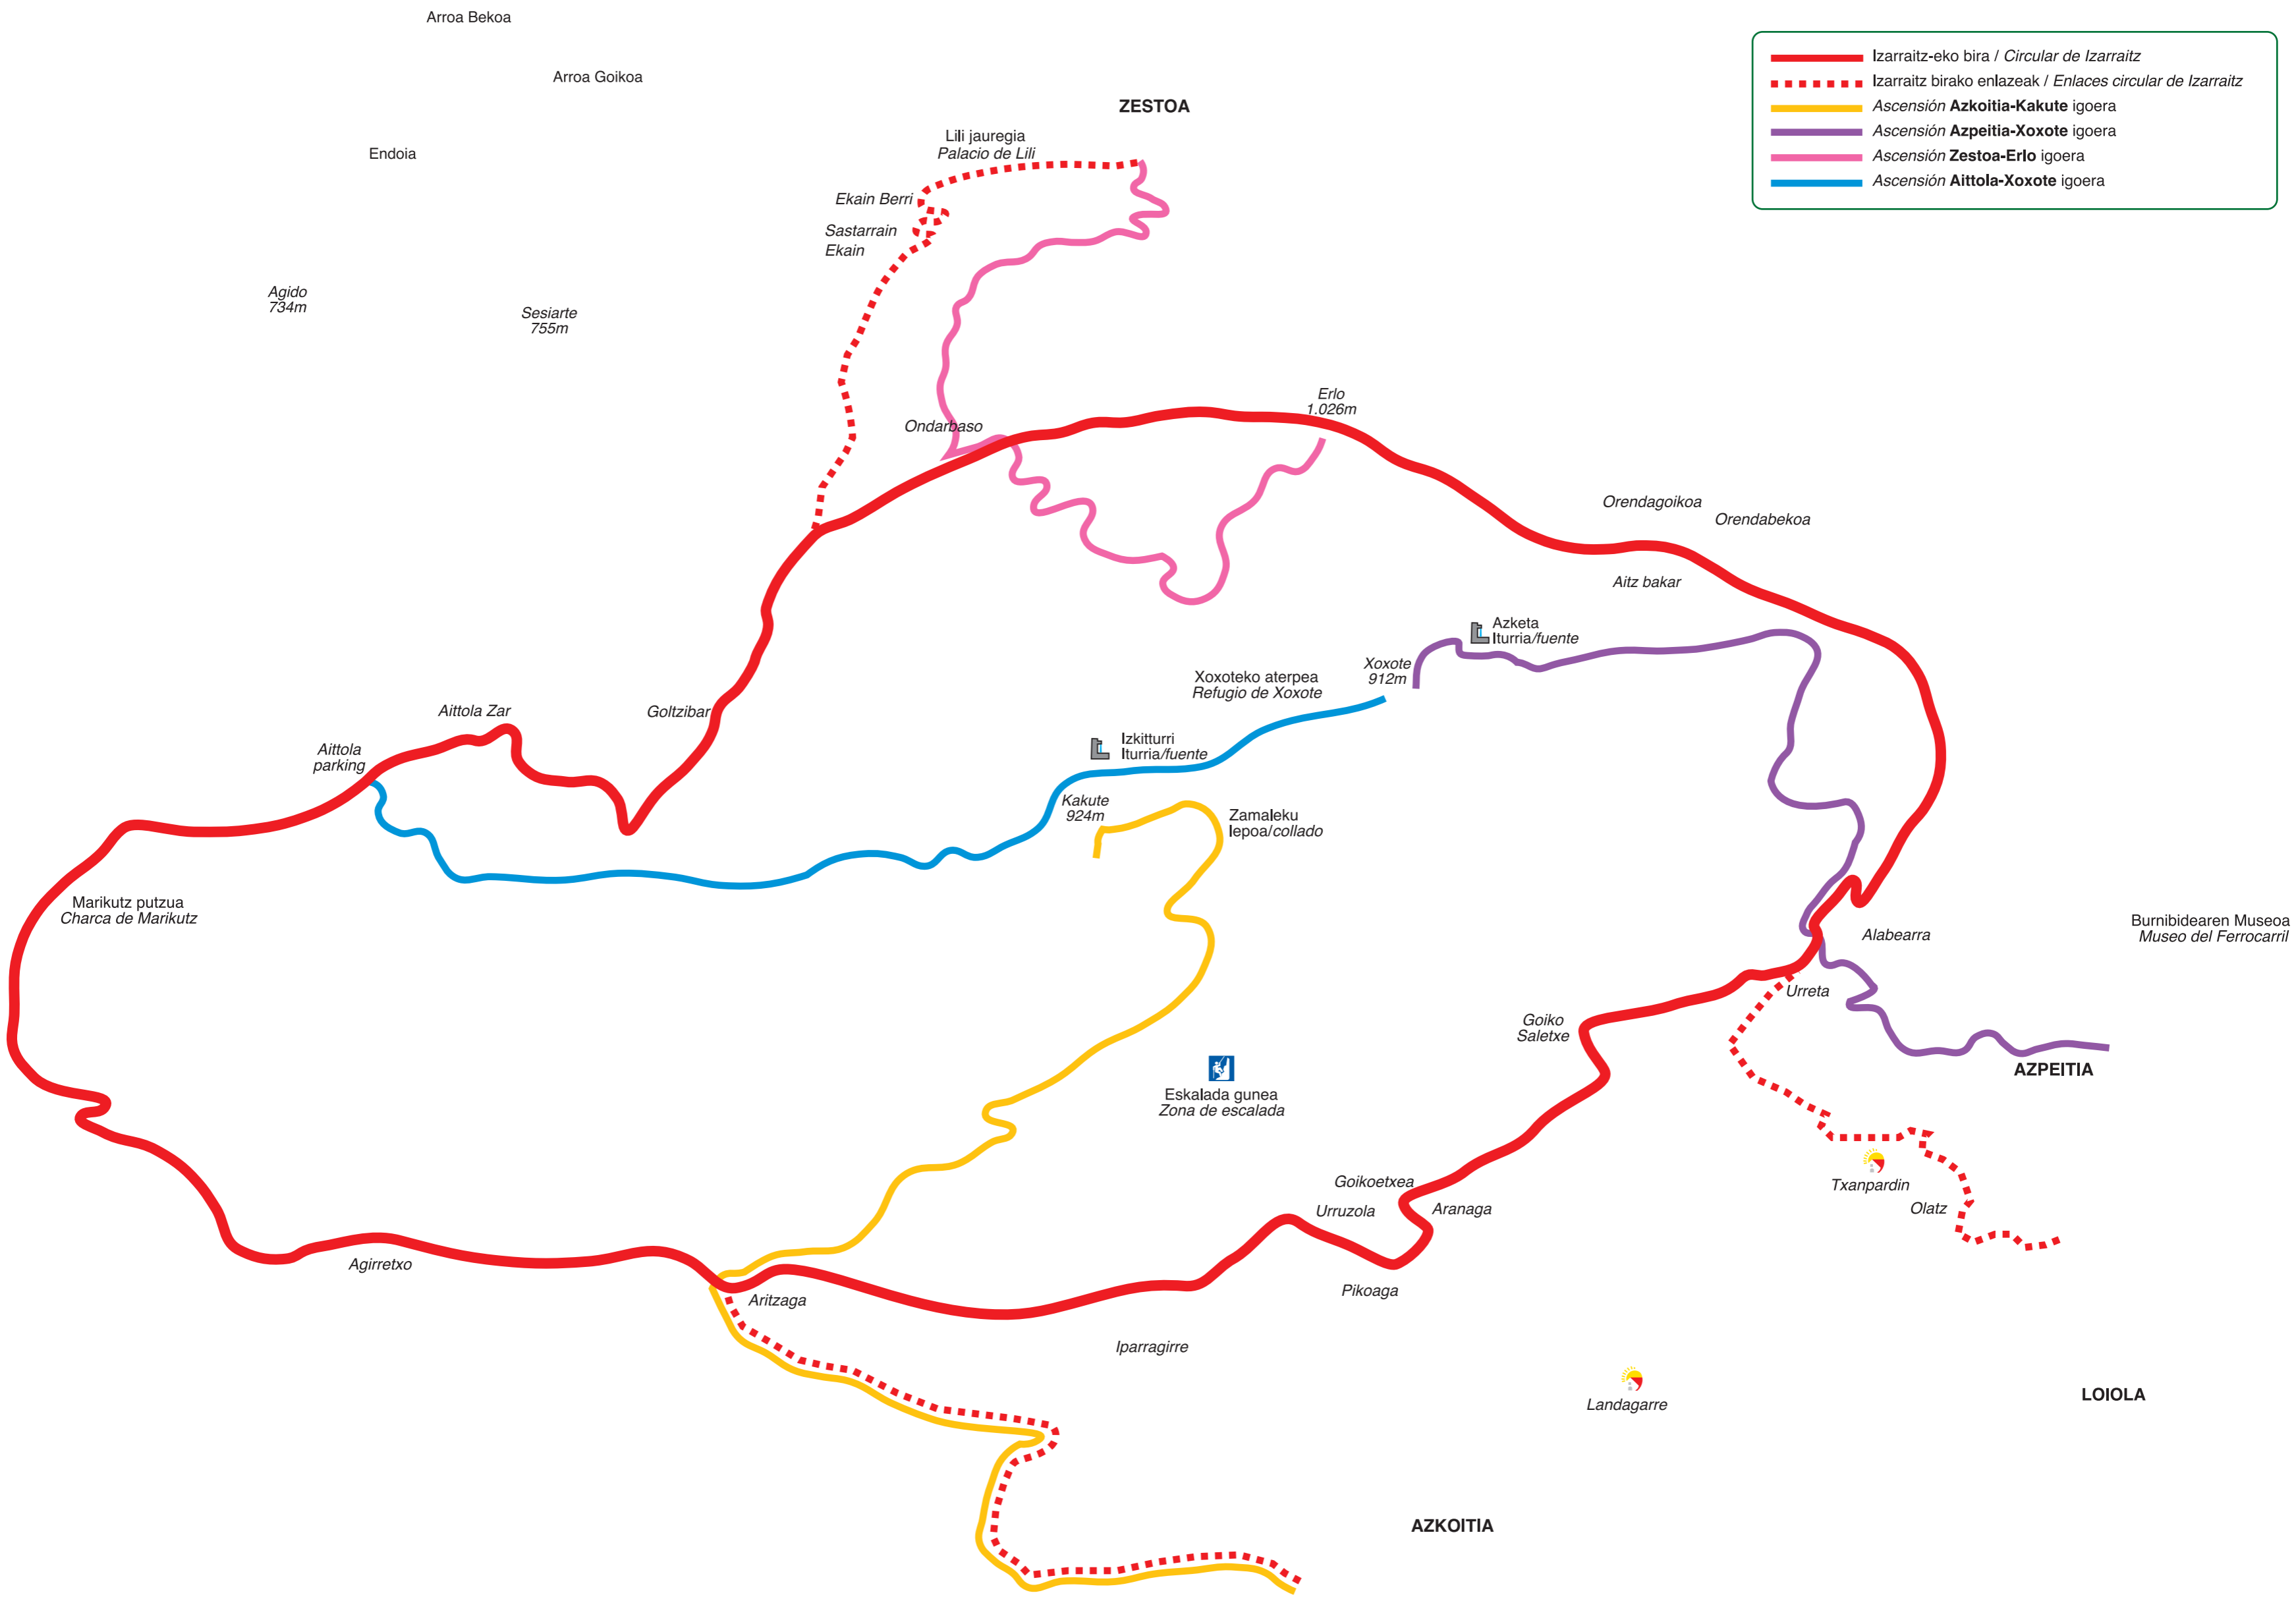 Arroa Bekoa
Izarraitz-eko bira / Circular de Izarraitz
Izarraitz birako enlazeak / Enlaces circular de Izarraitz
Ascensión Azkoitia-Kakute igoera
Ascensión Azpeitia-Xoxote igoera
Ascensión Zestoa-Erlo igoera
Ascensión Aittola-Xoxote igoera
Arroa Goikoa
ZESTOA
Lili jauregia
Palacio de Lili
Endoia
Ekain Berri
Sastarrain
Ekain
Agido
734m
Sesiarte
755m
Erlo
1.026m
Ondarbaso
Orendagoikoa
Orendabekoa
Aitz bakar
Azketa
Iturria/fuente
Xoxote
912m
Xoxoteko aterpea
Refugio de Xoxote
Aittola Zar
Goltzibar
Aittola
parking
Izkitturri
Iturria/fuente
Kakute
924m
Zamaleku
lepoa/collado
Marikutz putzua
Charca de Marikutz
Alabearra
Burnibidearen Museoa
Museo del Ferrocarril
Urreta
Goiko
Saletxe
AZPEITIA
Eskalada gunea
Zona de escalada
Goikoetxea
Urruzola
Aranaga
Txanpardin
Olatz
Agirretxo
Aritzaga
Pikoaga
Iparragirre
Landagarre
LOIOLA
AZKOITIA